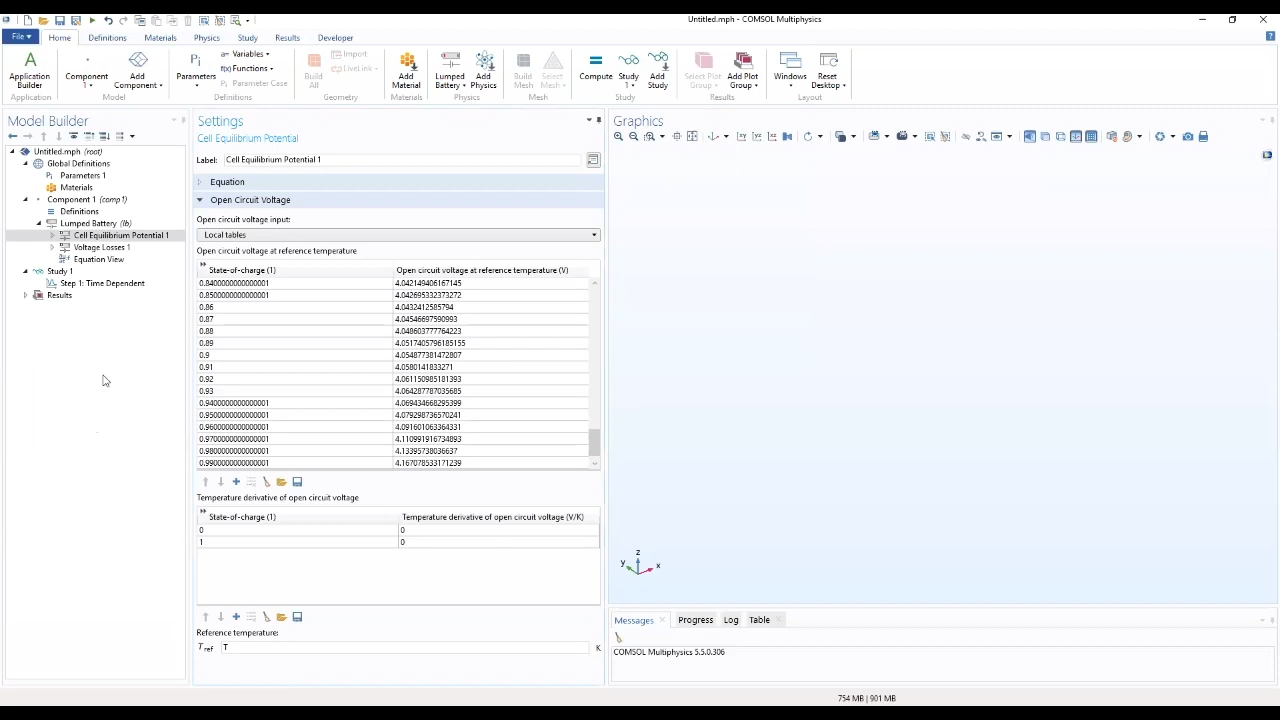 Untitled.mph - COMSOL Multiphysics
File Home Definitions Materials Physics Study Results Developer
Application Builder
Component 1
Add Component
Parameters
a= Variables
f(x) Functions
Pi Parameter Case
Build All
Import
LiveLink
Add Material
Lumped Battery
Add Physics
Build Mesh
Select Mesh
Compute
Study 1
Add Study
Select Plot Group
Add Plot Group
Windows
Reset Desktop
Application Model Definitions Geometry Materials Physics Mesh Study Results Layout
Model Builder
Untitled.mph (root)
Global Definitions
Pi Parameters 1
Materials
Component 1 (comp1)
Definitions
Lumped Battery (lb)
Cell Equilibrium Potential 1
Voltage Losses 1
Equation View
Study 1
Step 1: Time Dependent
Results
Settings
Cell Equilibrium Potential
Label: Cell Equilibrium Potential 1
Equation
Open Circuit Voltage
Open circuit voltage input:
Local tables
Open circuit voltage at reference temperature
State-of-charge (1) Open circuit voltage at reference temperature (V)
0.8400000000000001 4.042149406167145
0.8500000000000001 4.042695332373272
0.86 4.0432412585794
0.87 4.04546697590993
0.88 4.048603777764223
0.89 4.0517405796185155
0.9 4.054877381472807
0.91 4.0580141833271
0.92 4.061150985181393
0.93 4.064287787035685
0.9400000000000001 4.069434668295399
0.9500000000000001 4.079298736570241
0.9600000000000001 4.091601063364331
0.9700000000000001 4.110991916734893
0.9800000000000001 4.13395738036637
0.9900000000000001 4.167078533171239
Temperature derivative of open circuit voltage
State-of-charge (1) Temperature derivative of open circuit voltage (V/K)
0 0
1 0
Reference temperature:
Tref T K
Graphics
z
y x
Messages Progress Log Table
COMSOL Multiphysics 5.5.0.306
754 MB | 901 MB